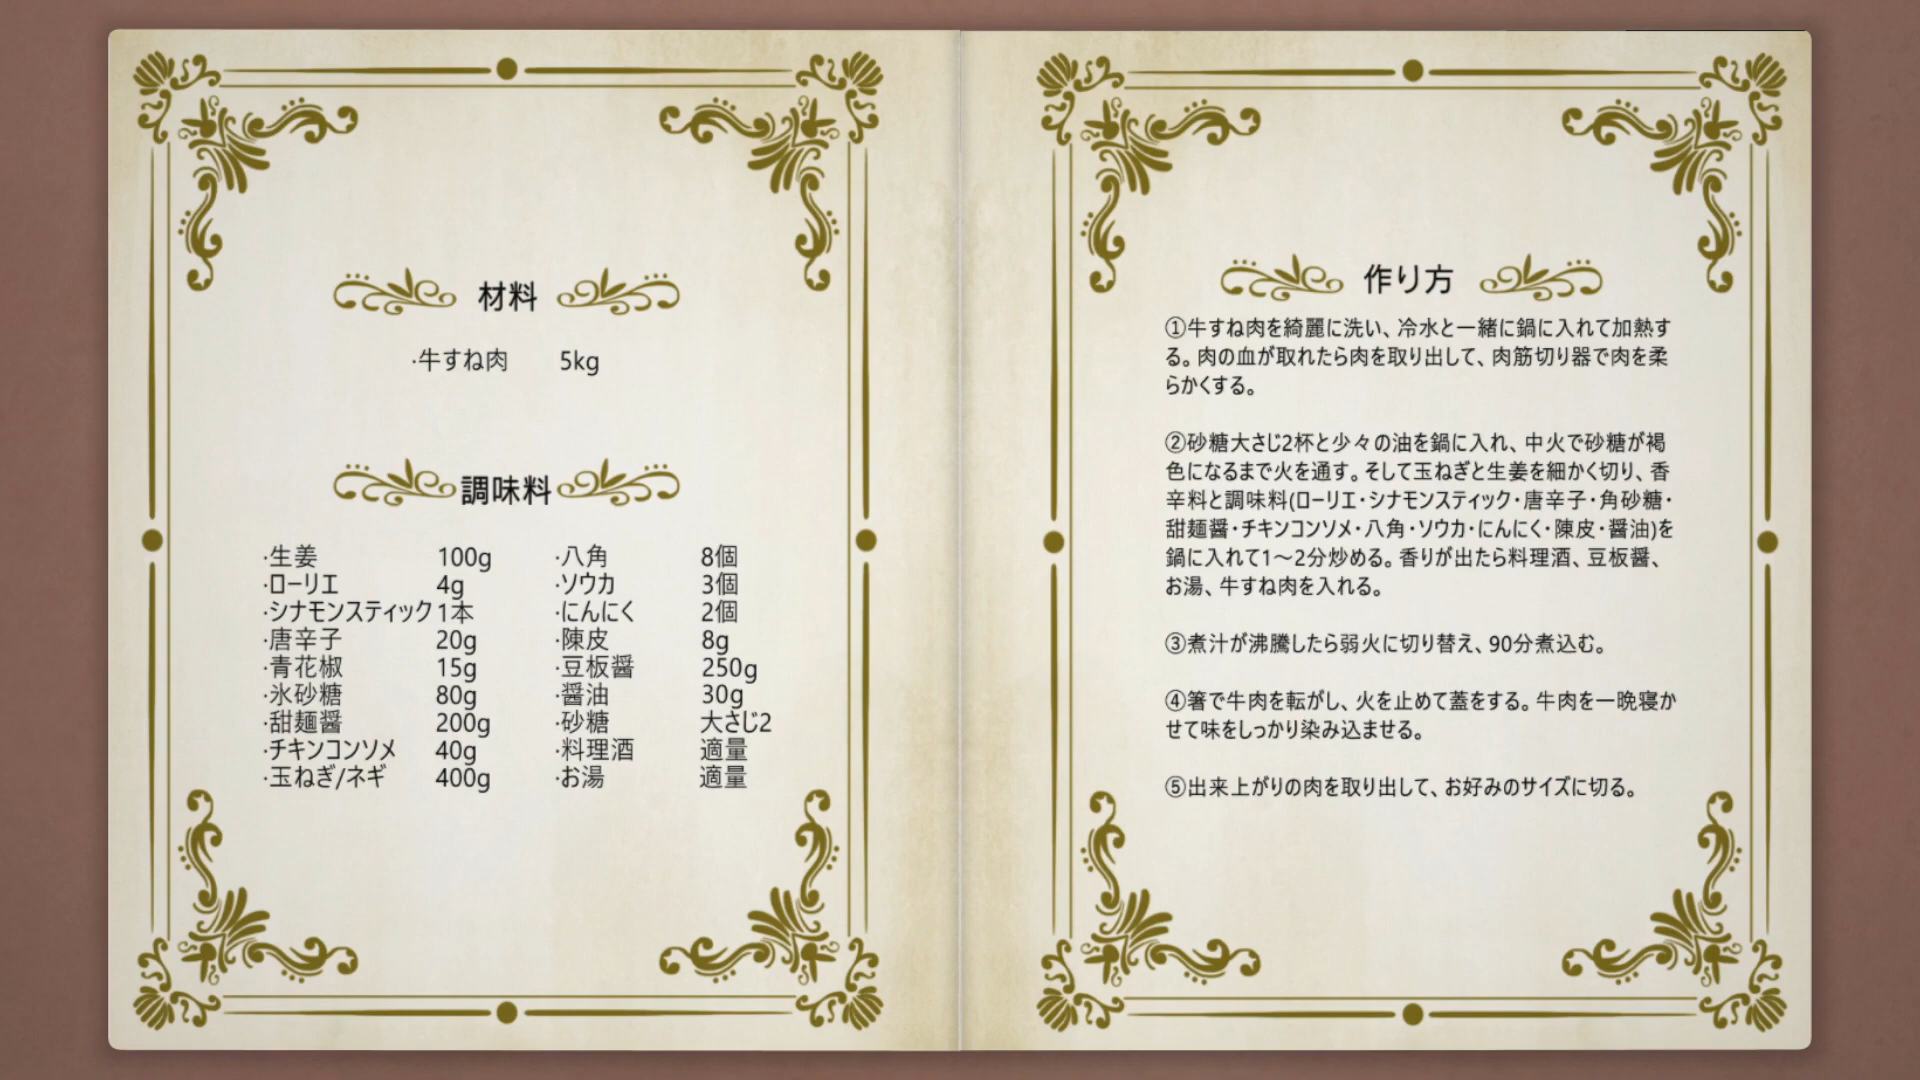 材料
·牛すね肉 5kg
調味料
·生姜 100g ·八角 8個
·ローリエ 4g ·ソウカ 3個
·シナモンスティック 1本 ·にんにく 2個
·唐辛子 20g ·陳皮 8g
·青花椒 15g ·豆板醤 250g
·氷砂糖 80g ·醤油 30g
·甜麺醤 200g ·砂糖 大さじ2
·チキンコンソメ 40g ·料理酒 適量
·玉ねぎ/ネギ 400g ·お湯 適量
作り方
①牛すね肉を綺麗に洗い、冷水と一緒に鍋に入れて加熱す
る。肉の血が取れたら肉を取り出して、肉筋切り器で肉を柔
らかくする。
②砂糖大さじ2杯と少々の油を鍋に入れ、中火で砂糖が褐
色になるまで火を通す。そして玉ねぎと生姜を細かく切り、香
辛料と調味料(ローリエ・シナモンスティック・唐辛子・角砂糖・
甜麺醤・チキンコンソメ・八角・ソウカ・にんにく・陳皮・醤油)を
鍋に入れて1〜2分炒める。香りが出たら料理酒、豆板醤、
お湯、牛すね肉を入れる。
③煮汁が沸騰したら弱火に切り替え、90分煮込む。
④箸で牛肉を転がし、火を止めて蓋をする。牛肉を一晩寝か
せて味をしっかり染み込ませる。
⑤出来上がりの肉を取り出して、お好みのサイズに切る。